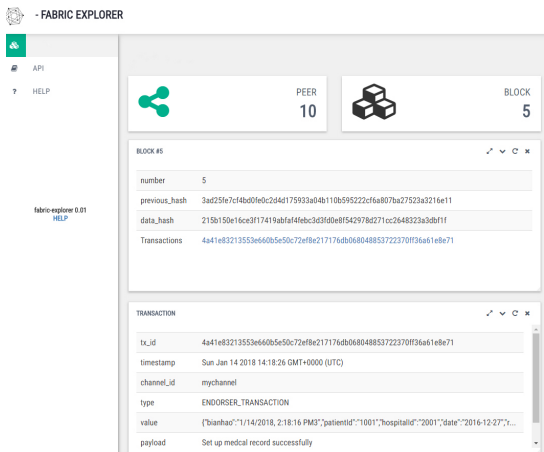 - FABRIC EXPLORER
API
? HELP
fabric-explorer 0.01
HELP
PEER
10
BLOCK
5
BLOCK #5
number 5
previous_hash 3ad25fe7cf4bd0fe0c2d4d175933a04b110b595222cf6a807ba27523a3216e11
data_hash 215b150e16ce3f17419abfaf4febc3d3fd0e8f542978d271cc2648323a3dbf1f
Transactions 4a41e83213553e660b5e50c72ef8e217176db068048853722370ff36a61e8e71
TRANSACTION
tx_id 4a41e83213553e660b5e50c72ef8e217176db068048853722370ff36a61e8e71
timestamp Sun Jan 14 2018 14:18:26 GMT+0000 (UTC)
channel_id mychannel
type ENDORSER_TRANSACTION
value {"bianhao":"1/14/2018, 2:18:16 PM3","patientId":"1001","hospitalId":"2001","date":"2016-12-27","r...
payload Set up medcal record successfully